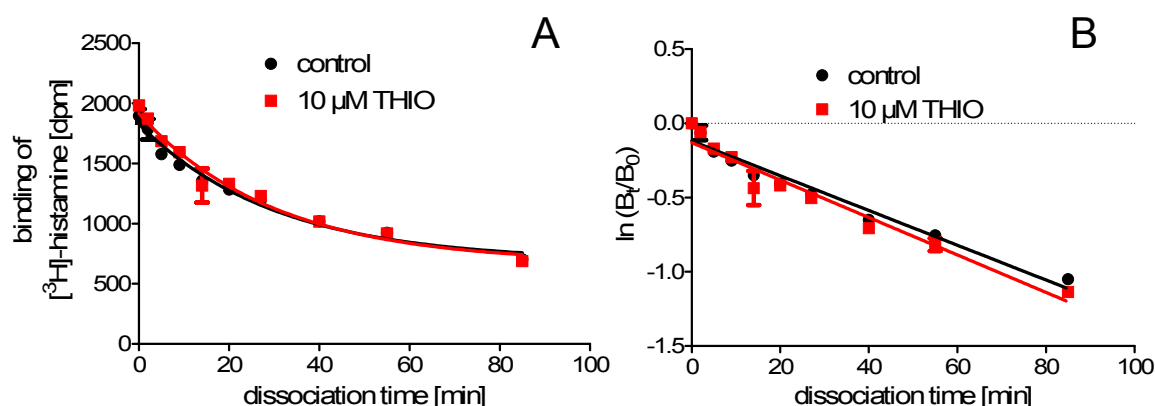 A
control
10 µM THIO
2500
2000
1500
1000
500
0
binding of
[³H]-histamine [dpm]
0 20 40 60 80 100
dissociation time [min]
B
control
10 µM THIO
0.5
0.0
-0.5
-1.0
-1.5
ln (Bt/B0)
0 20 40 60 80 100
dissociation time [min]